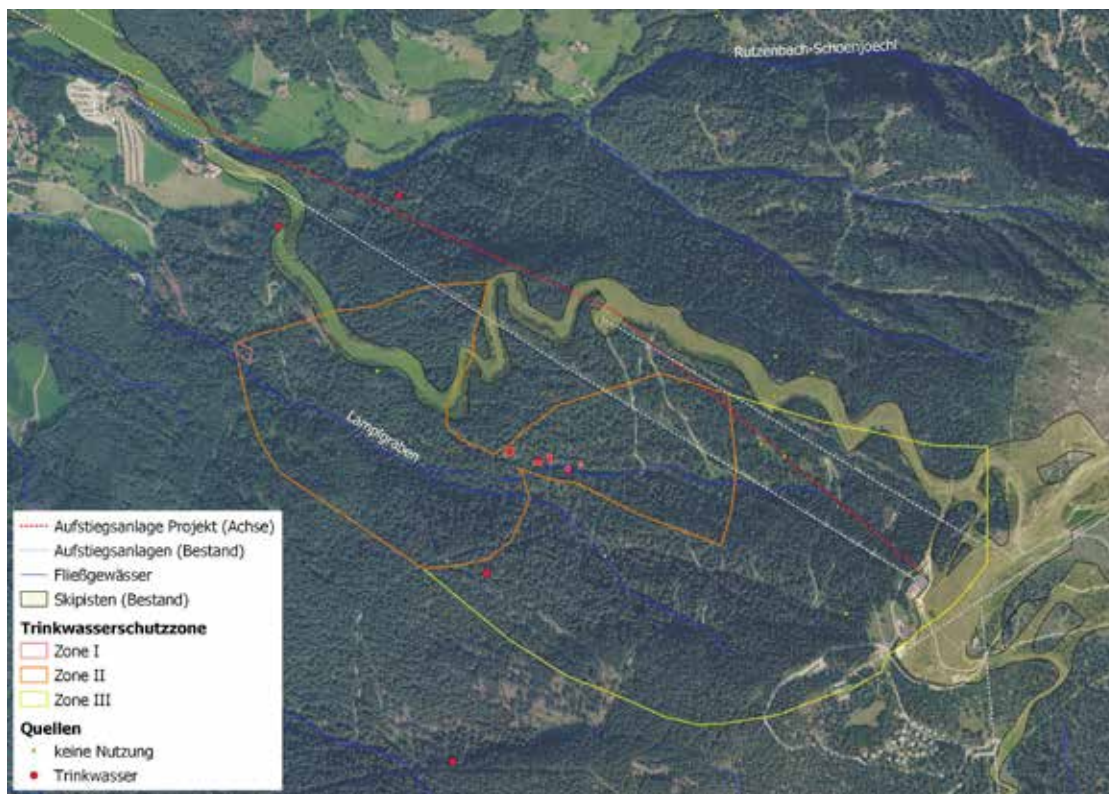 Rutzenbach-Schoenjoechl
Lamplgraben
Aufstiegsanlage Projekt (Achse)
Aufstiegsanlagen (Bestand)
Fließgewässer
Skipisten (Bestand)
Trinkwasserschutzzone
Zone I
Zone II
Zone III
Quellen
keine Nutzung
Trinkwasser